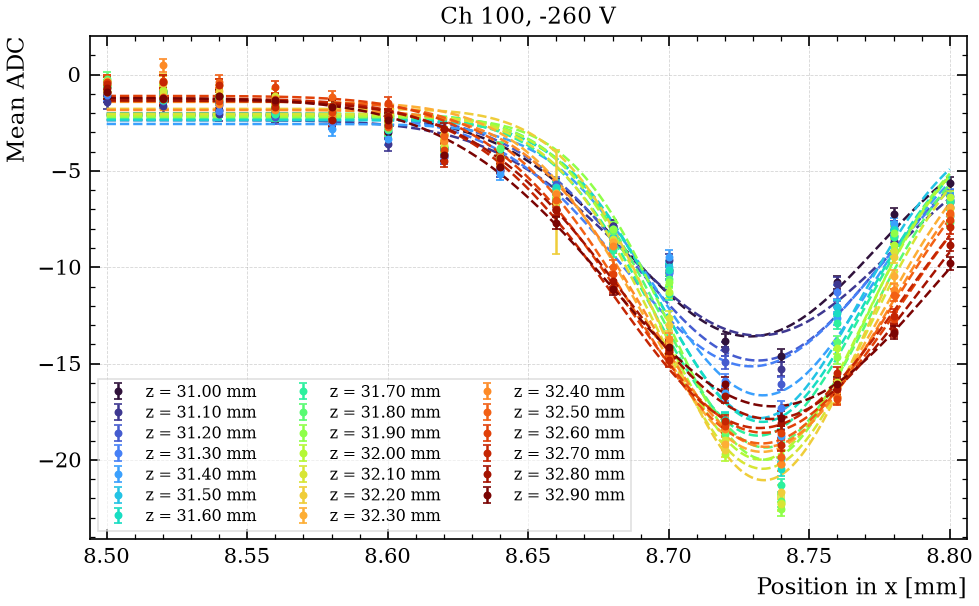 Ch 100, -260 V
Mean ADC
0
−5
−10
−15
−20
z = 31.00 mm
z = 31.10 mm
z = 31.20 mm
z = 31.30 mm
z = 31.40 mm
z = 31.50 mm
z = 31.60 mm
z = 31.70 mm
z = 31.80 mm
z = 31.90 mm
z = 32.00 mm
z = 32.10 mm
z = 32.20 mm
z = 32.30 mm
z = 32.40 mm
z = 32.50 mm
z = 32.60 mm
z = 32.70 mm
z = 32.80 mm
z = 32.90 mm
8.50 8.55 8.60 8.65 8.70 8.75 8.80
Position in x [mm]